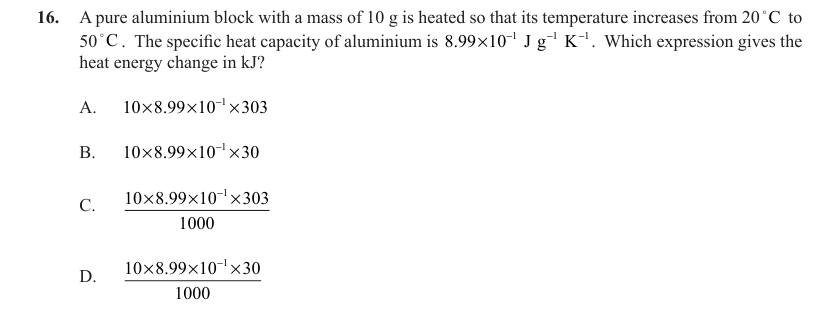 16. A pure aluminium block with a mass of 10 g is heated so that its temperature increases from 20 °C to
50 °C. The specific heat capacity of aluminium is 8.99×10⁻¹ J g⁻¹ K⁻¹. Which expression gives the
heat energy change in kJ?
A. 10×8.99×10⁻¹×303
B. 10×8.99×10⁻¹×30
C. 10×8.99×10⁻¹×303
1000
D. 10×8.99×10⁻¹×30
1000